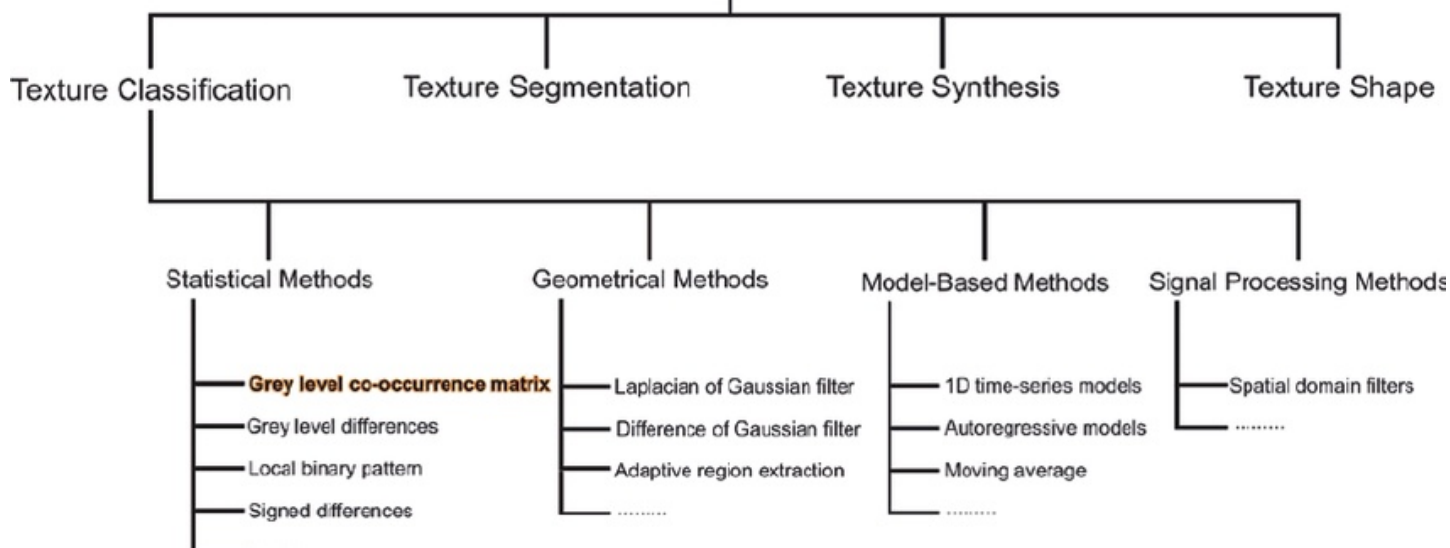 Texture Classification
Texture Segmentation
Texture Synthesis
Texture Shape
Statistical Methods
Grey level co-occurrence matrix
Grey level differences
Local binary pattern
Signed differences
Geometrical Methods
Laplacian of Gaussian filter
Difference of Gaussian filter
Adaptive region extraction
.........
Model-Based Methods
1D time-series models
Autoregressive models
Moving average
.........
Signal Processing Methods
Spatial domain filters
.........